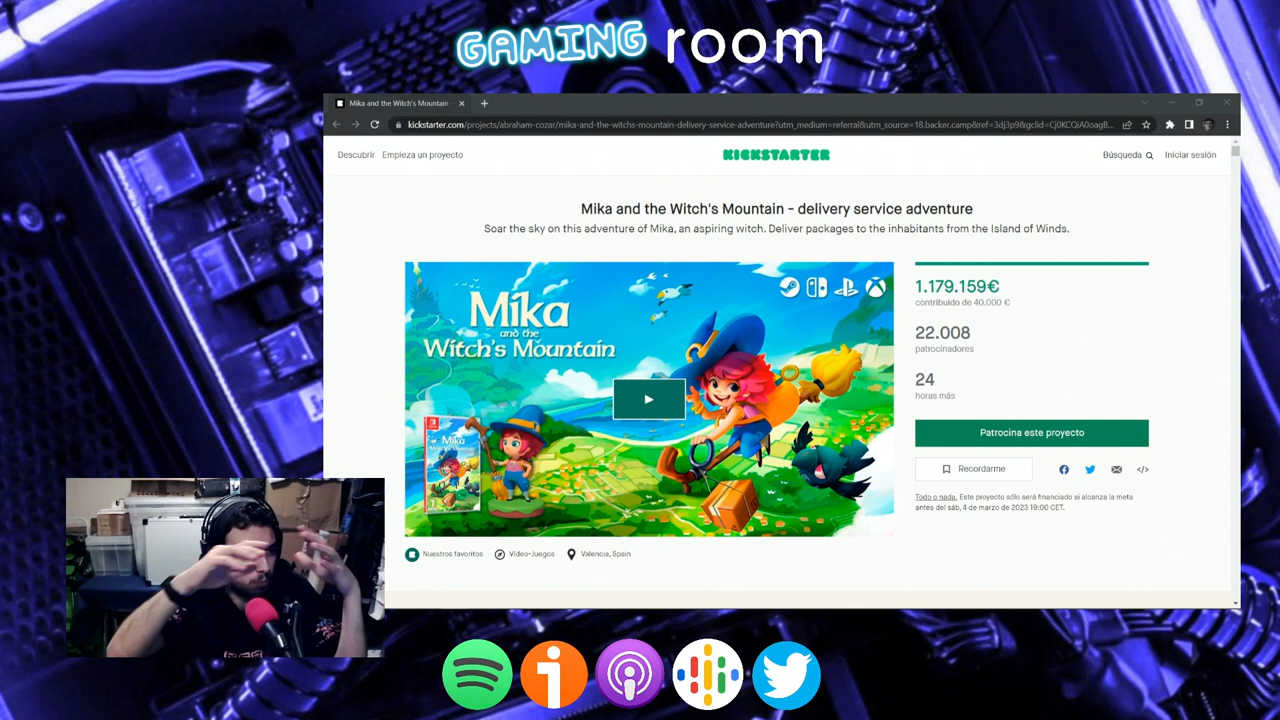 GAMING room
Mika and the Witch's Mountain -
kickstarter.com/projects/abraham-cozar/mika-and-the-witchs-mountain-delivery-service-adventure?utm_medium=referral&utm_source=18.backer.camp&ref=3dj3p9&gclid=Cj0KCQiA0oagB...
Descubrir Empieza un proyecto
KICKSTARTER
Búsqueda Iniciar sesión
Mika and the Witch's Mountain - delivery service adventure
Soar the sky on this adventure of Mika, an aspiring witch. Deliver packages to the inhabitants from the Island of Winds.
Mika
and the
Witch's Mountain
Mika
Witch's Mountain
1.179.159€
contribuido de 40.000 €
22.008
patrocinadores
24
horas más
Patrocina este proyecto
Recordarme
Todo o nada. Este proyecto sólo será financiado si alcanza la meta
antes del sáb, 4 de marzo de 2023 19:00 CET.
Nuestros favoritos Vídeo-Juegos Valencia, Spain